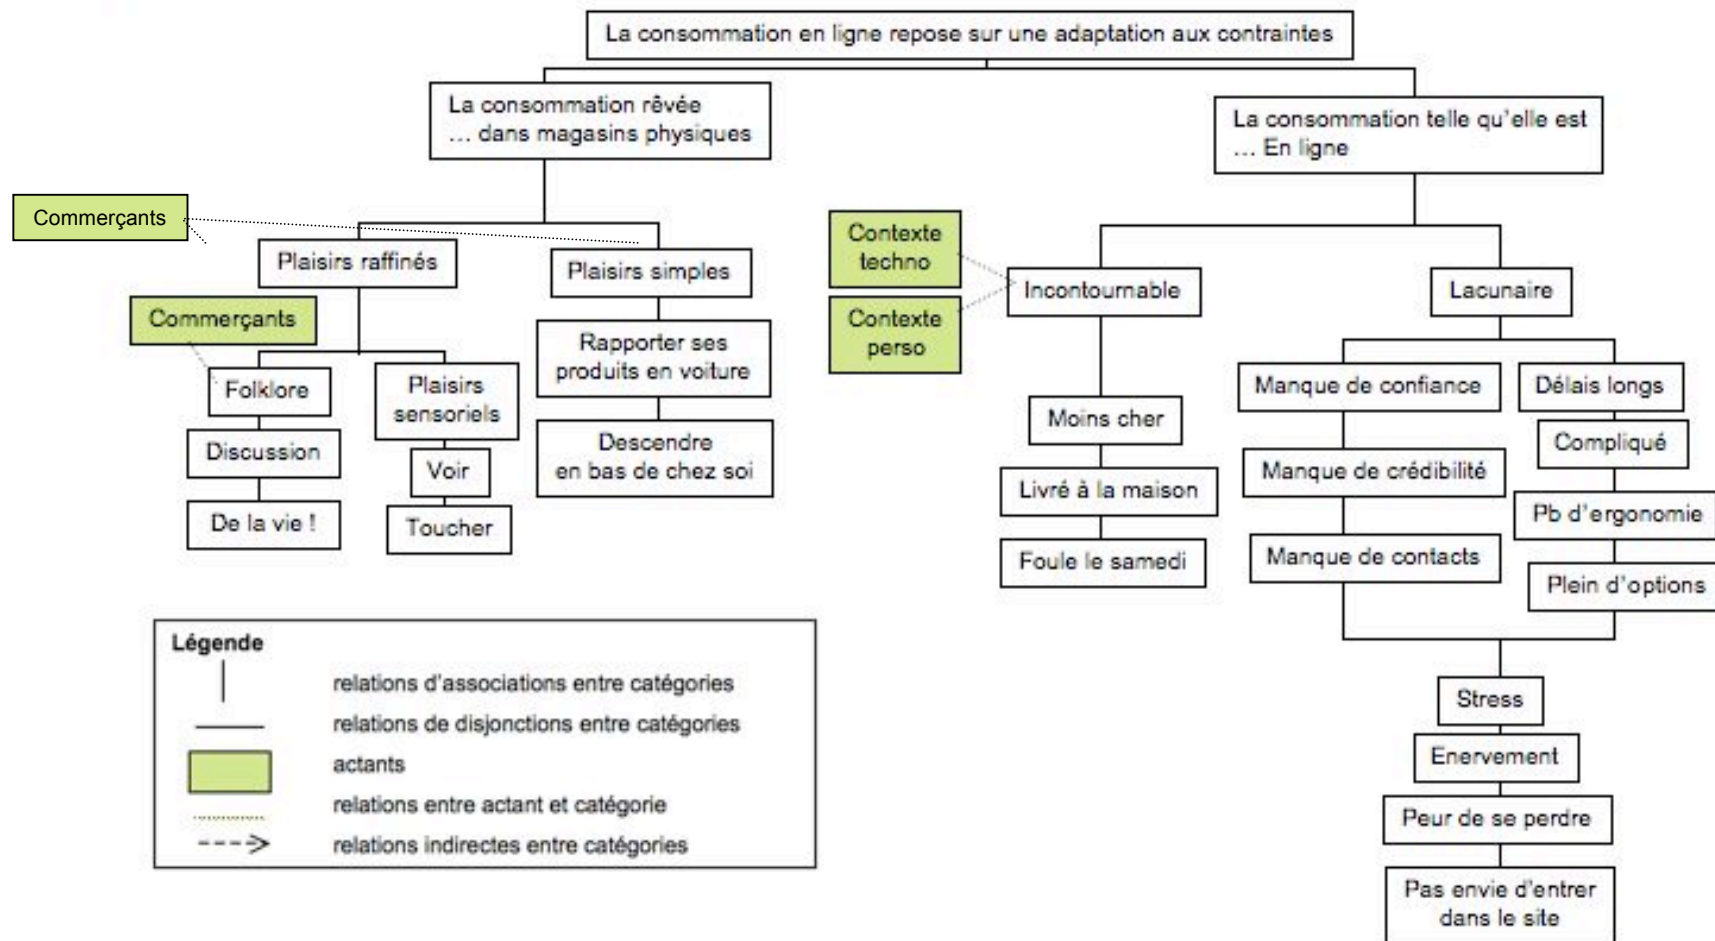 La consommation en ligne repose sur une adaptation aux contraintes
La consommation rêvée
... dans magasins physiques
La consommation telle qu'elle est
... En ligne
Commerçants
Plaisirs raffinés
Plaisirs simples
Contexte
techno
Incontournable
Lacunaire
Commerçants
Contexte
perso
Rapporter ses
produits en voiture
Folklore
Plaisirs
sensoriels
Manque de confiance
Délais longs
Moins cher
Compliqué
Discussion
Voir
Descendre
en bas de chez soi
Livré à la maison
Manque de crédibilité
De la vie !
Toucher
Pb d'ergonomie
Foule le samedi
Manque de contacts
Plein d'options
Légende
relations d'associations entre catégories
relations de disjonctions entre catégories
actants
relations entre actant et catégorie
relations indirectes entre catégories
Stress
Enervement
Peur de se perdre
Pas envie d'entrer
dans le site